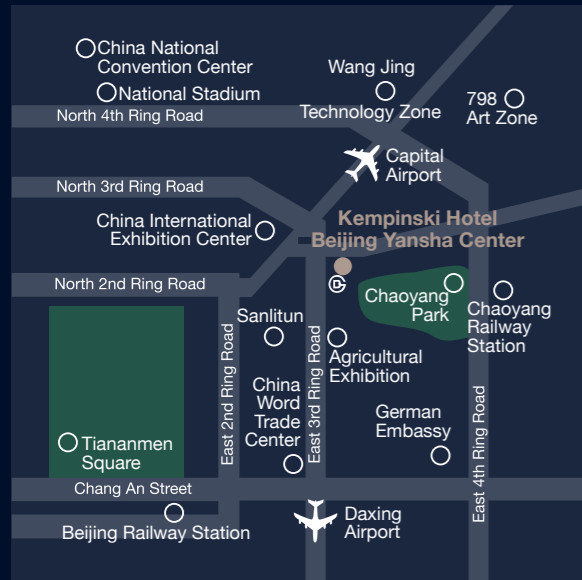 China National
Convention Center
National Stadium
North 4th Ring Road
Wang Jing
Technology Zone
798
Art Zone
Capital
Airport
North 3rd Ring Road
China International
Exhibition Center
Kempinski Hotel
Beijing Yansha Center
North 2nd Ring Road
Chaoyang
Park
Chaoyang
Railway
Station
Sanlitun
Agricultural
Exhibition
East 2nd Ring Road
East 3rd Ring Road
East 4th Ring Road
China
Word
Trade
Center
German
Embassy
Tiananmen
Square
Chang An Street
Beijing Railway Station
Daxing
Airport